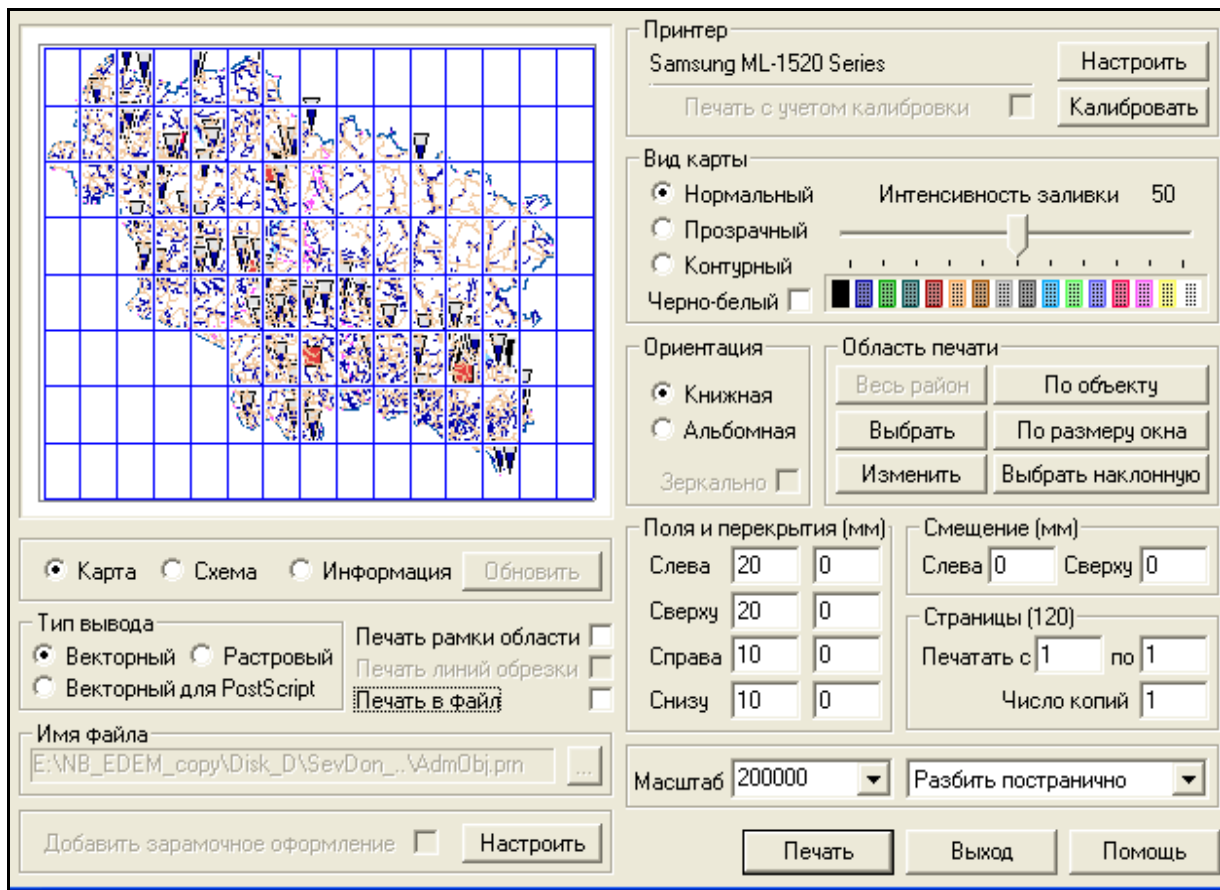 Принтер
Samsung ML-1520 Series
Настроить
Печать с учетом калибровки
Калибровать
Вид карты
Нормальный
Интенсивность заливки 50
Прозрачный
Контурный
Черно-белый
Ориентация
Книжная
Альбомная
Зеркально
Область печати
Весь район
По объекту
Выбрать
По размеру окна
Изменить
Выбрать наклонную
Карта
Схема
Информация
Обновить
Тип вывода
Векторный
Растровый
Векторный для PostScript
Печать рамки области
Печать линий обрезки
Печать в файл
Имя файла
E:\NB_EDEM_copy\Disk_D\SevDon_..\AdmObj.prn
...
Добавить зарамочное оформление
Настроить
Поля и перекрытия (мм)
Слева 20 0
Сверху 20 0
Справа 10 0
Снизу 10 0
Смещение (мм)
Слева 0 Сверху 0
Страницы (120)
Печатать с 1 по 1
Число копий 1
Масштаб 200000
Разбить постранично
Печать
Выход
Помощь